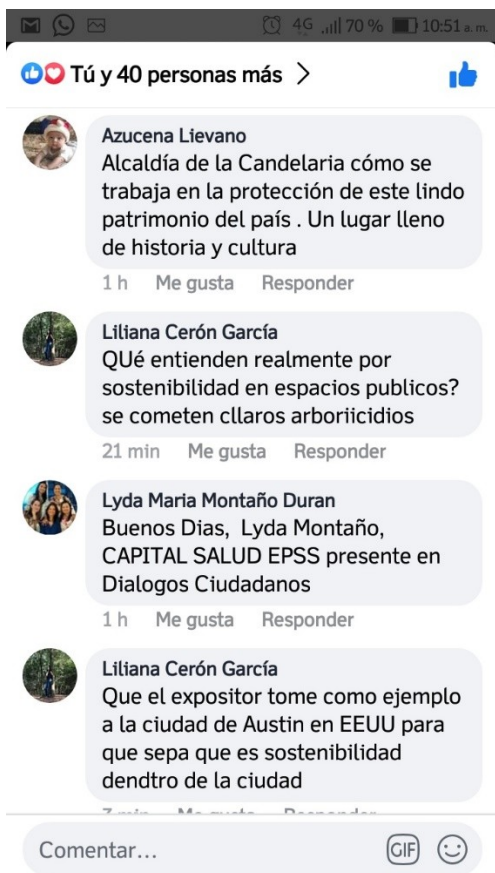 4G 70 % 10:51 a. m.
Tú y 40 personas más >
Azucena Lievano
Alcaldía de la Candelaria cómo se
trabaja en la protección de este lindo
patrimonio del país . Un lugar lleno
de historia y cultura
1 h Me gusta Responder
Liliana Cerón García
QUé entienden realmente por
sostenibilidad en espacios publicos?
se cometen cllaros arboriicidios
21 min Me gusta Responder
Lyda Maria Montaño Duran
Buenos Dias, Lyda Montaño,
CAPITAL SALUD EPSS presente en
Dialogos Ciudadanos
1 h Me gusta Responder
Liliana Cerón García
Que el expositor tome como ejemplo
a la ciudad de Austin en EEUU para
que sepa que es sostenibilidad
dendtro de la ciudad
min Me gusta Responder
Comentar... GIF